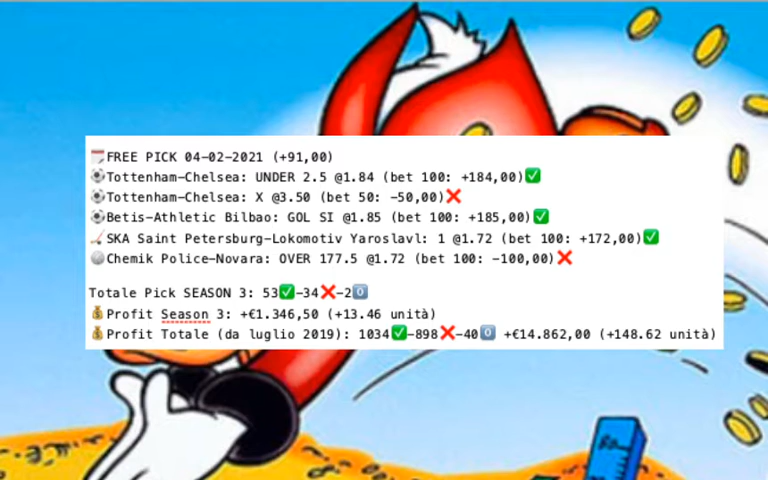 🗒️FREE PICK 04-02-2021 (+91,00)
⚽Tottenham-Chelsea: UNDER 2.5 @1.84 (bet 100: +184,00)✅
⚽Tottenham-Chelsea: X @3.50 (bet 50: -50,00)❌
⚽Betis-Athletic Bilbao: GOL SI @1.85 (bet 100: +185,00)✅
🏒SKA Saint Petersburg-Lokomotiv Yaroslavl: 1 @1.72 (bet 100: +172,00)✅
🏐Chemik Police-Novara: OVER 177.5 @1.72 (bet 100: -100,00)❌
Totale Pick SEASON 3: 53✅-34❌-20️⃣
💰Profit Season 3: +€1.346,50 (+13.46 unità)
💰Profit Totale (da luglio 2019): 1034✅-898❌-400️⃣ +€14.862,00 (+148.62 unità)